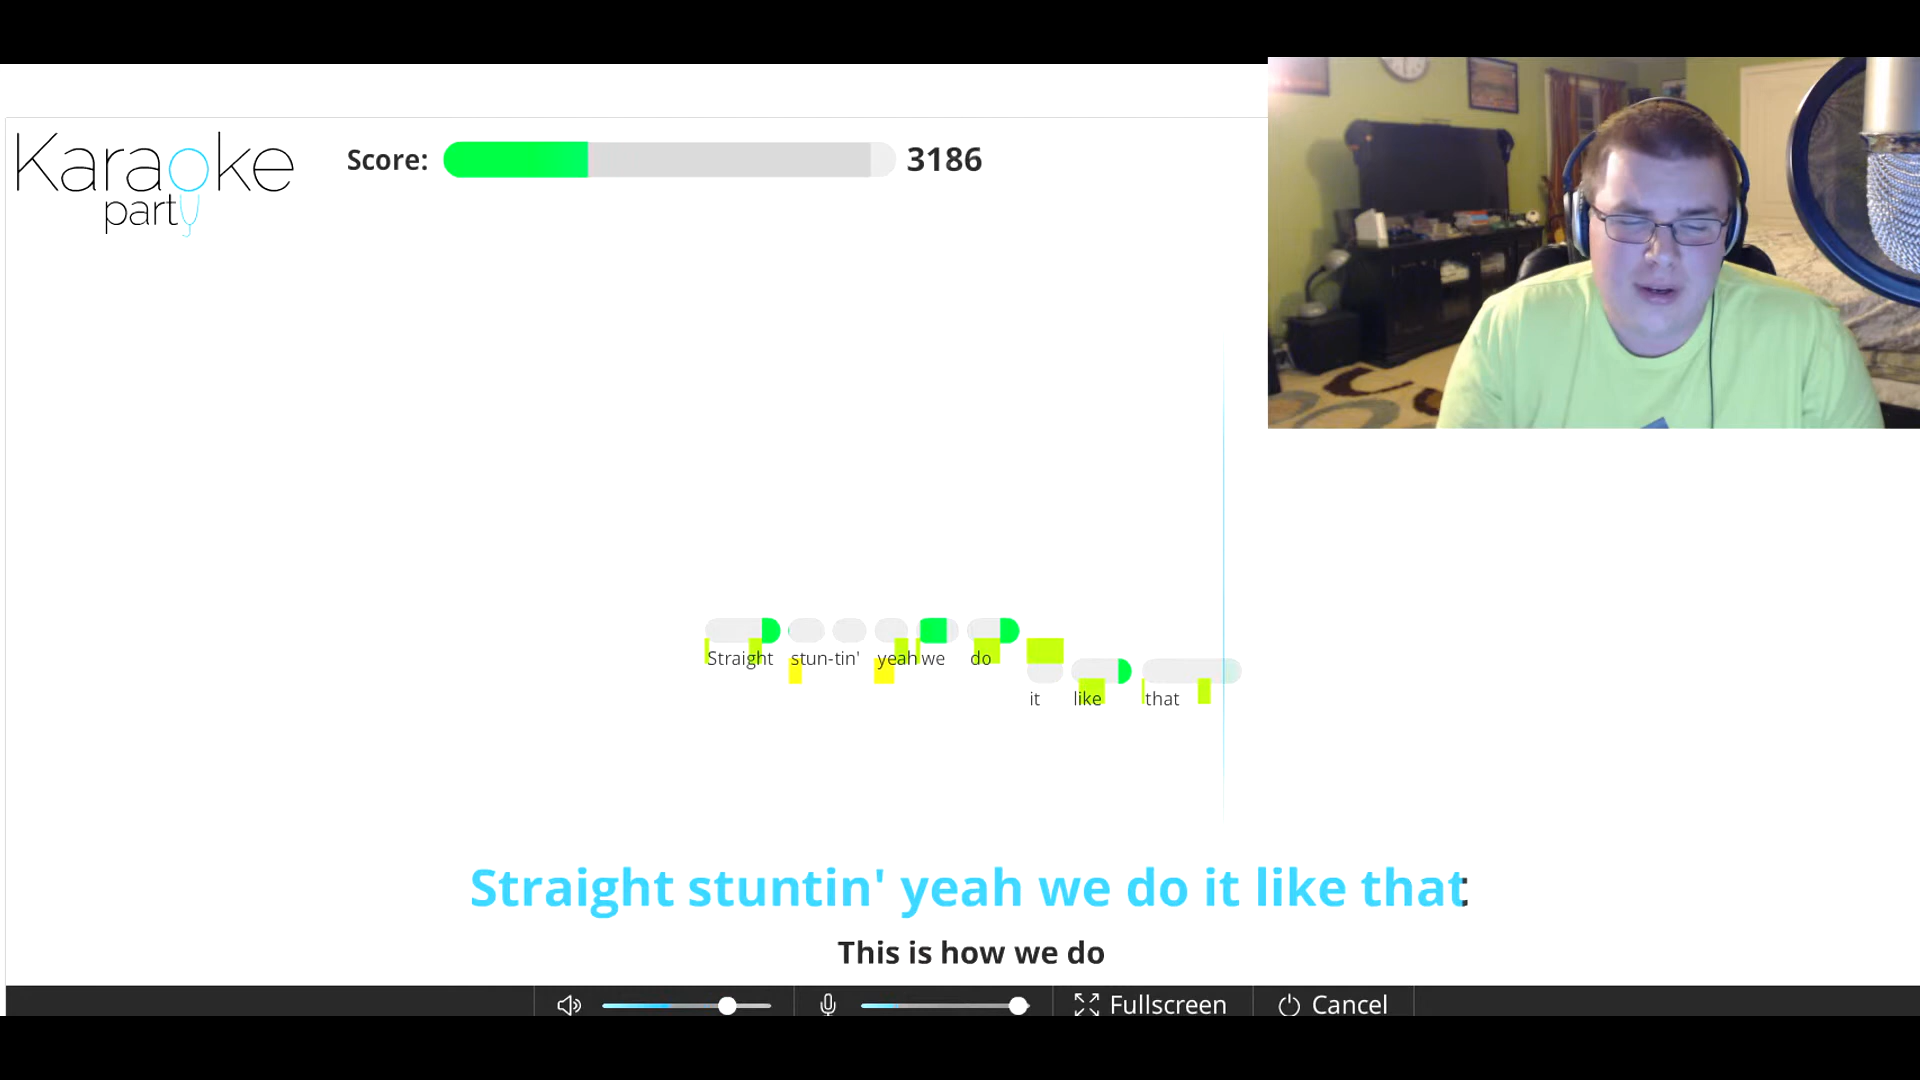 Karaoke
party
Score: 3186
Straight stun-tin' yeah we do
it like that
Straight stuntin' yeah we do it like that:
This is how we do
Fullscreen Cancel